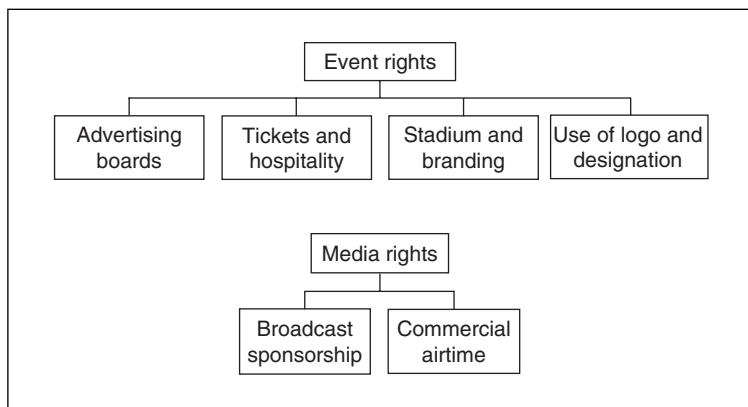 Event rights
Advertising
boards
Tickets and
hospitality
Stadium and
branding
Use of logo and
designation
Media rights
Broadcast
sponsorship
Commercial
airtime